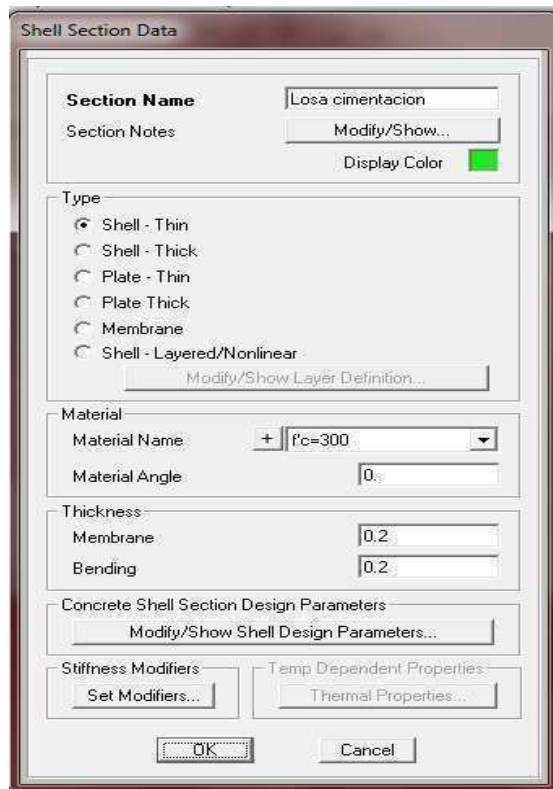 Shell Section Data
Section Name Losa cimentacion
Section Notes Modify/Show...
Display Color
Type
Shell - Thin
Shell - Thick
Plate - Thin
Plate Thick
Membrane
Shell - Layered/Nonlinear
Modify/Show Layer Definition...
Material
Material Name + f'c=300
Material Angle 0.
Thickness
Membrane 0.2
Bending 0.2
Concrete Shell Section Design Parameters
Modify/Show Shell Design Parameters...
Stiffness Modifiers Temp Dependent Properties
Set Modifiers... Thermal Properties...
OK Cancel